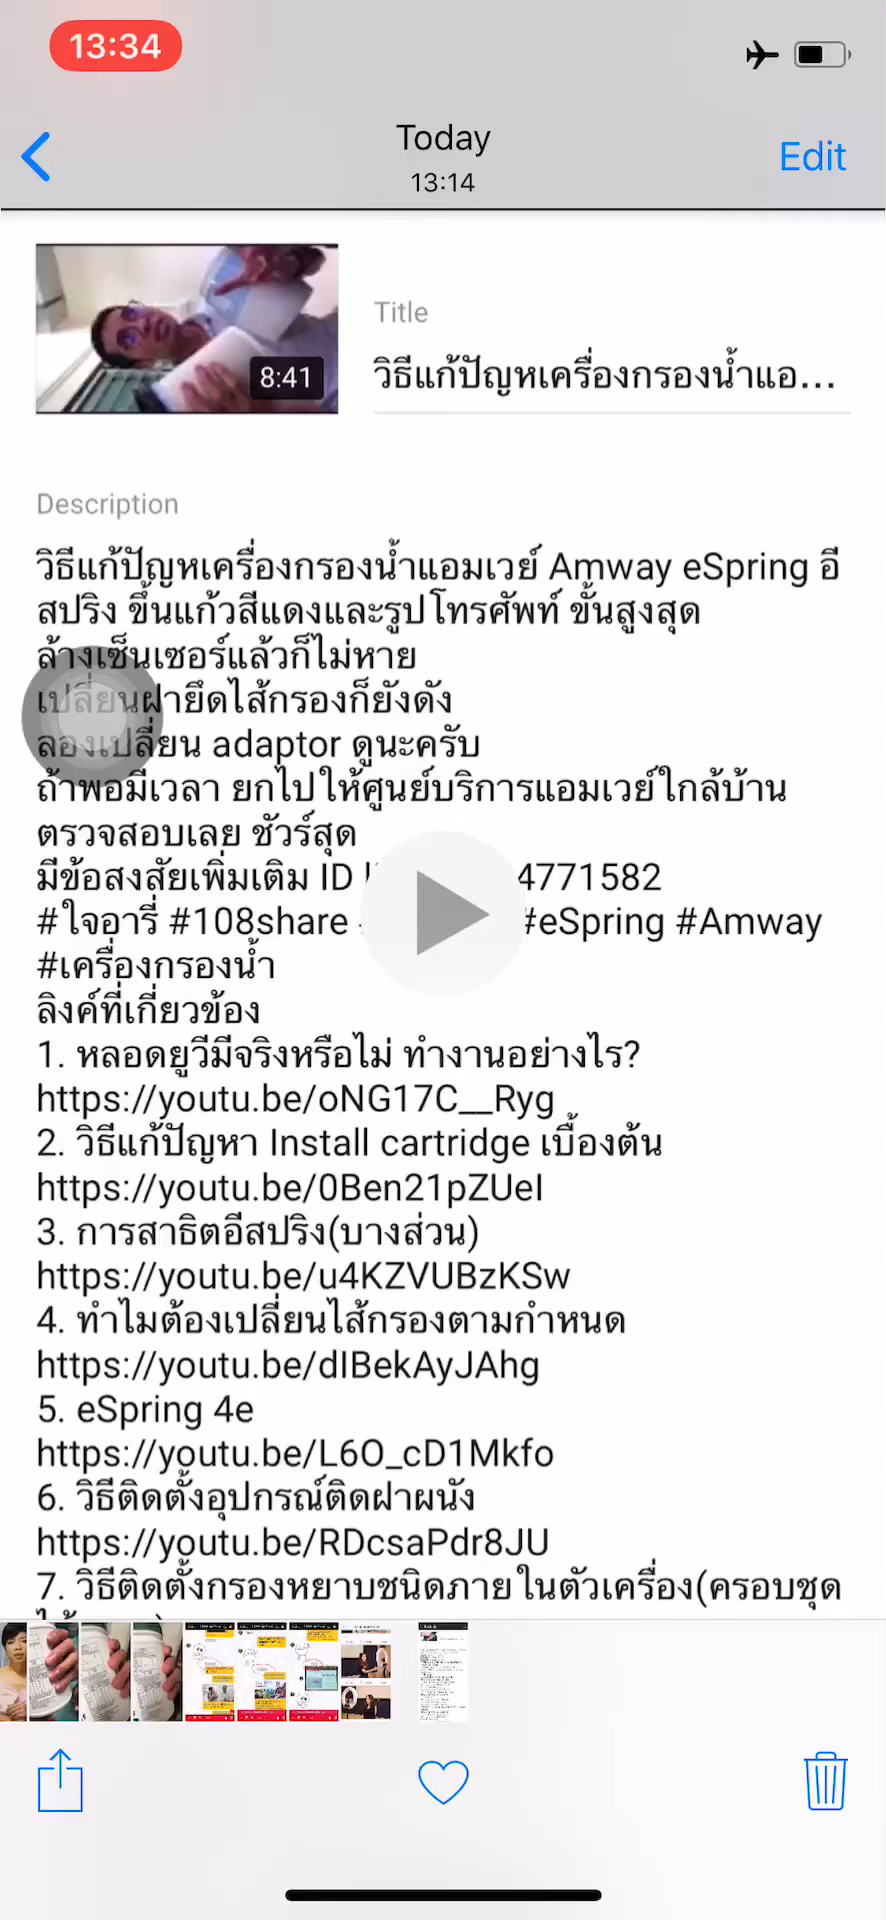 13:34
Today
13:14
Edit
8:41
Title
วิธีแก้ปัญหเครื่องกรองน้ำแอ...
Description
วิธีแก้ปัญหเครื่องกรองน้ำแอมเวย์ Amway eSpring อี
สปริง ขึ้นแก้วสีแดงและรูปโทรศัพท์ ขั้นสูงสุด
ล้างเซ็นเซอร์แล้วก็ไม่หาย
เปลี่ยนฝายึดไส้กรองก็ยังดัง
ลองเปลี่ยน adaptor ดูนะครับ
ถ้าพอมีเวลา ยกไปให้ศูนย์บริการแอมเวย์ใกล้บ้าน
ตรวจสอบเลย ชัวร์สุด
มีข้อสงสัยเพิ่มเติม ID 4771582
#ใจอารี่ #108share #eSpring #Amway
#เครื่องกรองน้ำ
ลิงค์ที่เกี่ยวข้อง
1. หลอดยูวีมีจริงหรือไม่ ทำงานอย่างไร?
https://youtu.be/oNG17C__Ryg
2. วิธีแก้ปัญหา Install cartridge เบื้องต้น
https://youtu.be/0Ben21pZUeI
3. การสาธิตอีสปริง(บางส่วน)
https://youtu.be/u4KZVUBzKSw
4. ทำไมต้องเปลี่ยนไส้กรองตามกำหนด
https://youtu.be/dIBekAyJAhg
5. eSpring 4e
https://youtu.be/L6O_cD1Mkfo
6. วิธีติดตั้งอุปกรณ์ติดฝาผนัง
https://youtu.be/RDcsaPdr8JU
7. วิธีติดตั้งกรองหยาบชนิดภายในตัวเครื่อง(ครอบชุด